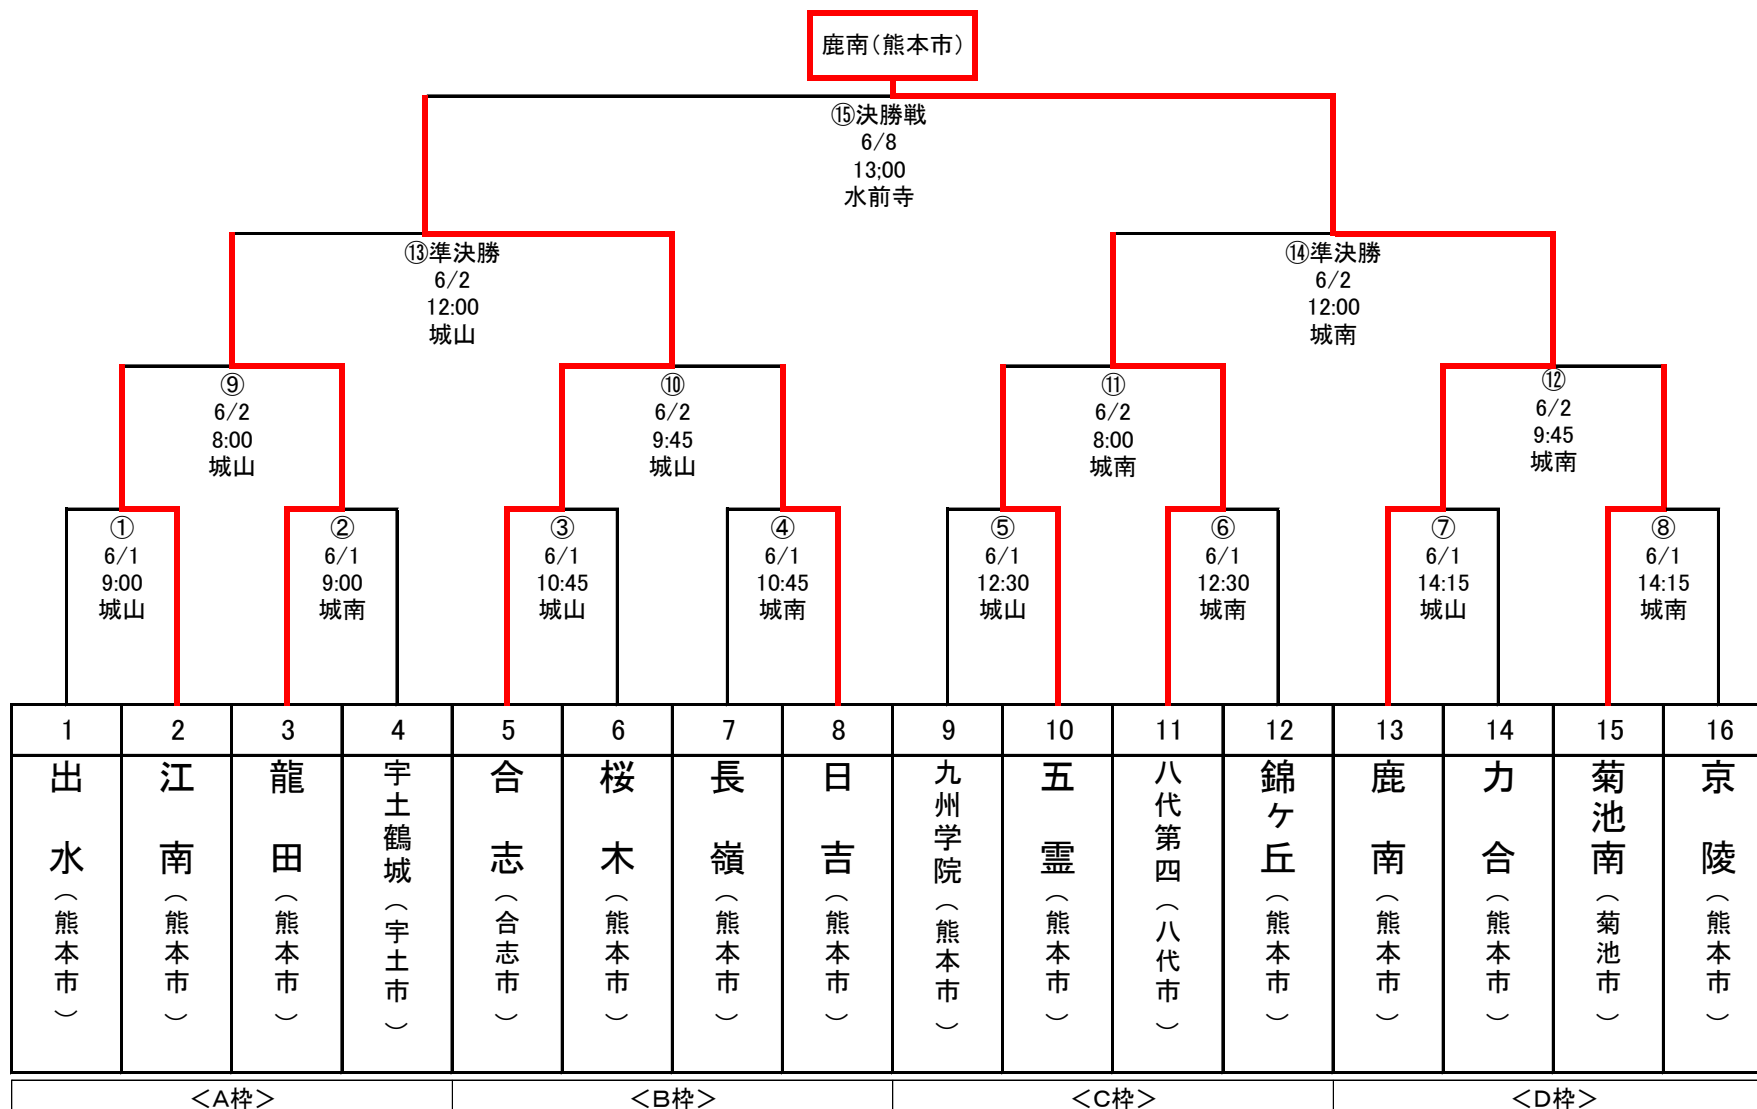 鹿南(熊本市)
⑮決勝戦
6/8
13;00
水前寺
⑬準決勝
6/2
12:00
城山
⑭準決勝
6/2
12:00
城南
⑨
6/2
8:00
城山
⑩
6/2
9:45
城山
⑪
6/2
8:00
城南
⑫
6/2
9:45
城南
①
6/1
9:00
城山
②
6/1
9:00
城南
③
6/1
10:45
城山
④
6/1
10:45
城南
⑤
6/1
12:30
城山
⑥
6/1
12:30
城南
⑦
6/1
14:15
城山
⑧
6/1
14:15
城南
1
2
3
4
5
6
7
8
9
10
11
12
13
14
15
16
出水(熊本市)
江南(熊本市)
龍田(熊本市)
宇土鶴城(宇土市)
合志(合志市)
桜木(熊本市)
長嶺(熊本市)
日吉(熊本市)
九州学院(熊本市)
五霊(熊本市)
八代第四(八代市)
錦ケ丘(熊本市)
鹿南(熊本市)
力合(熊本市)
菊池南(菊池市)
京陵(熊本市)
<A枠>
<B枠>
<C枠>
<D枠>